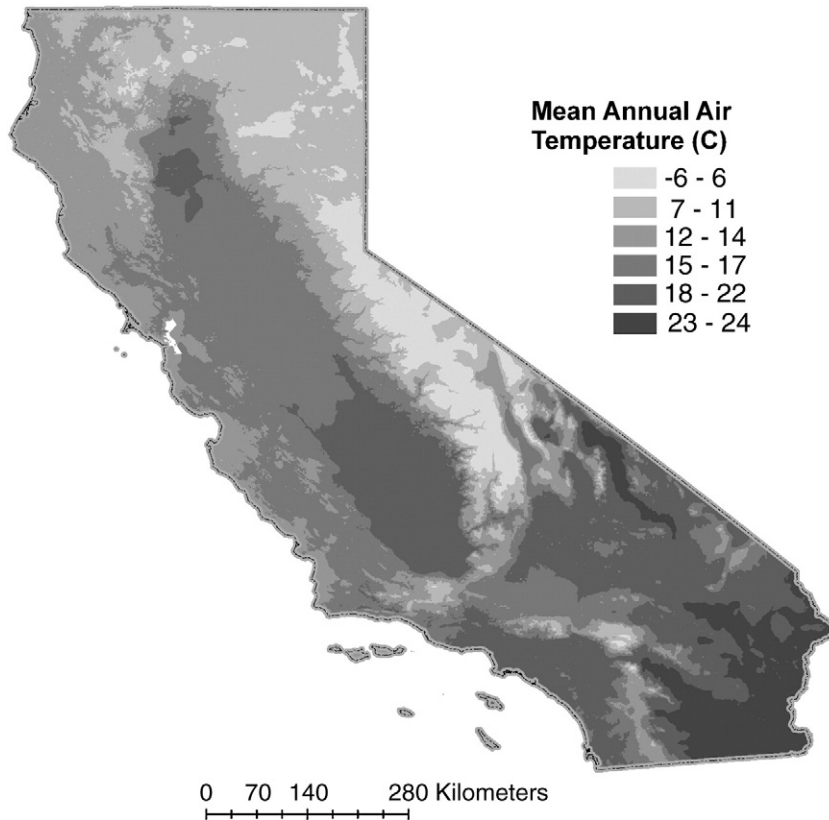 Mean Annual Air
Temperature (C)
-6 - 6
7 - 11
12 - 14
15 - 17
18 - 22
23 - 24
0 70 140 280 Kilometers